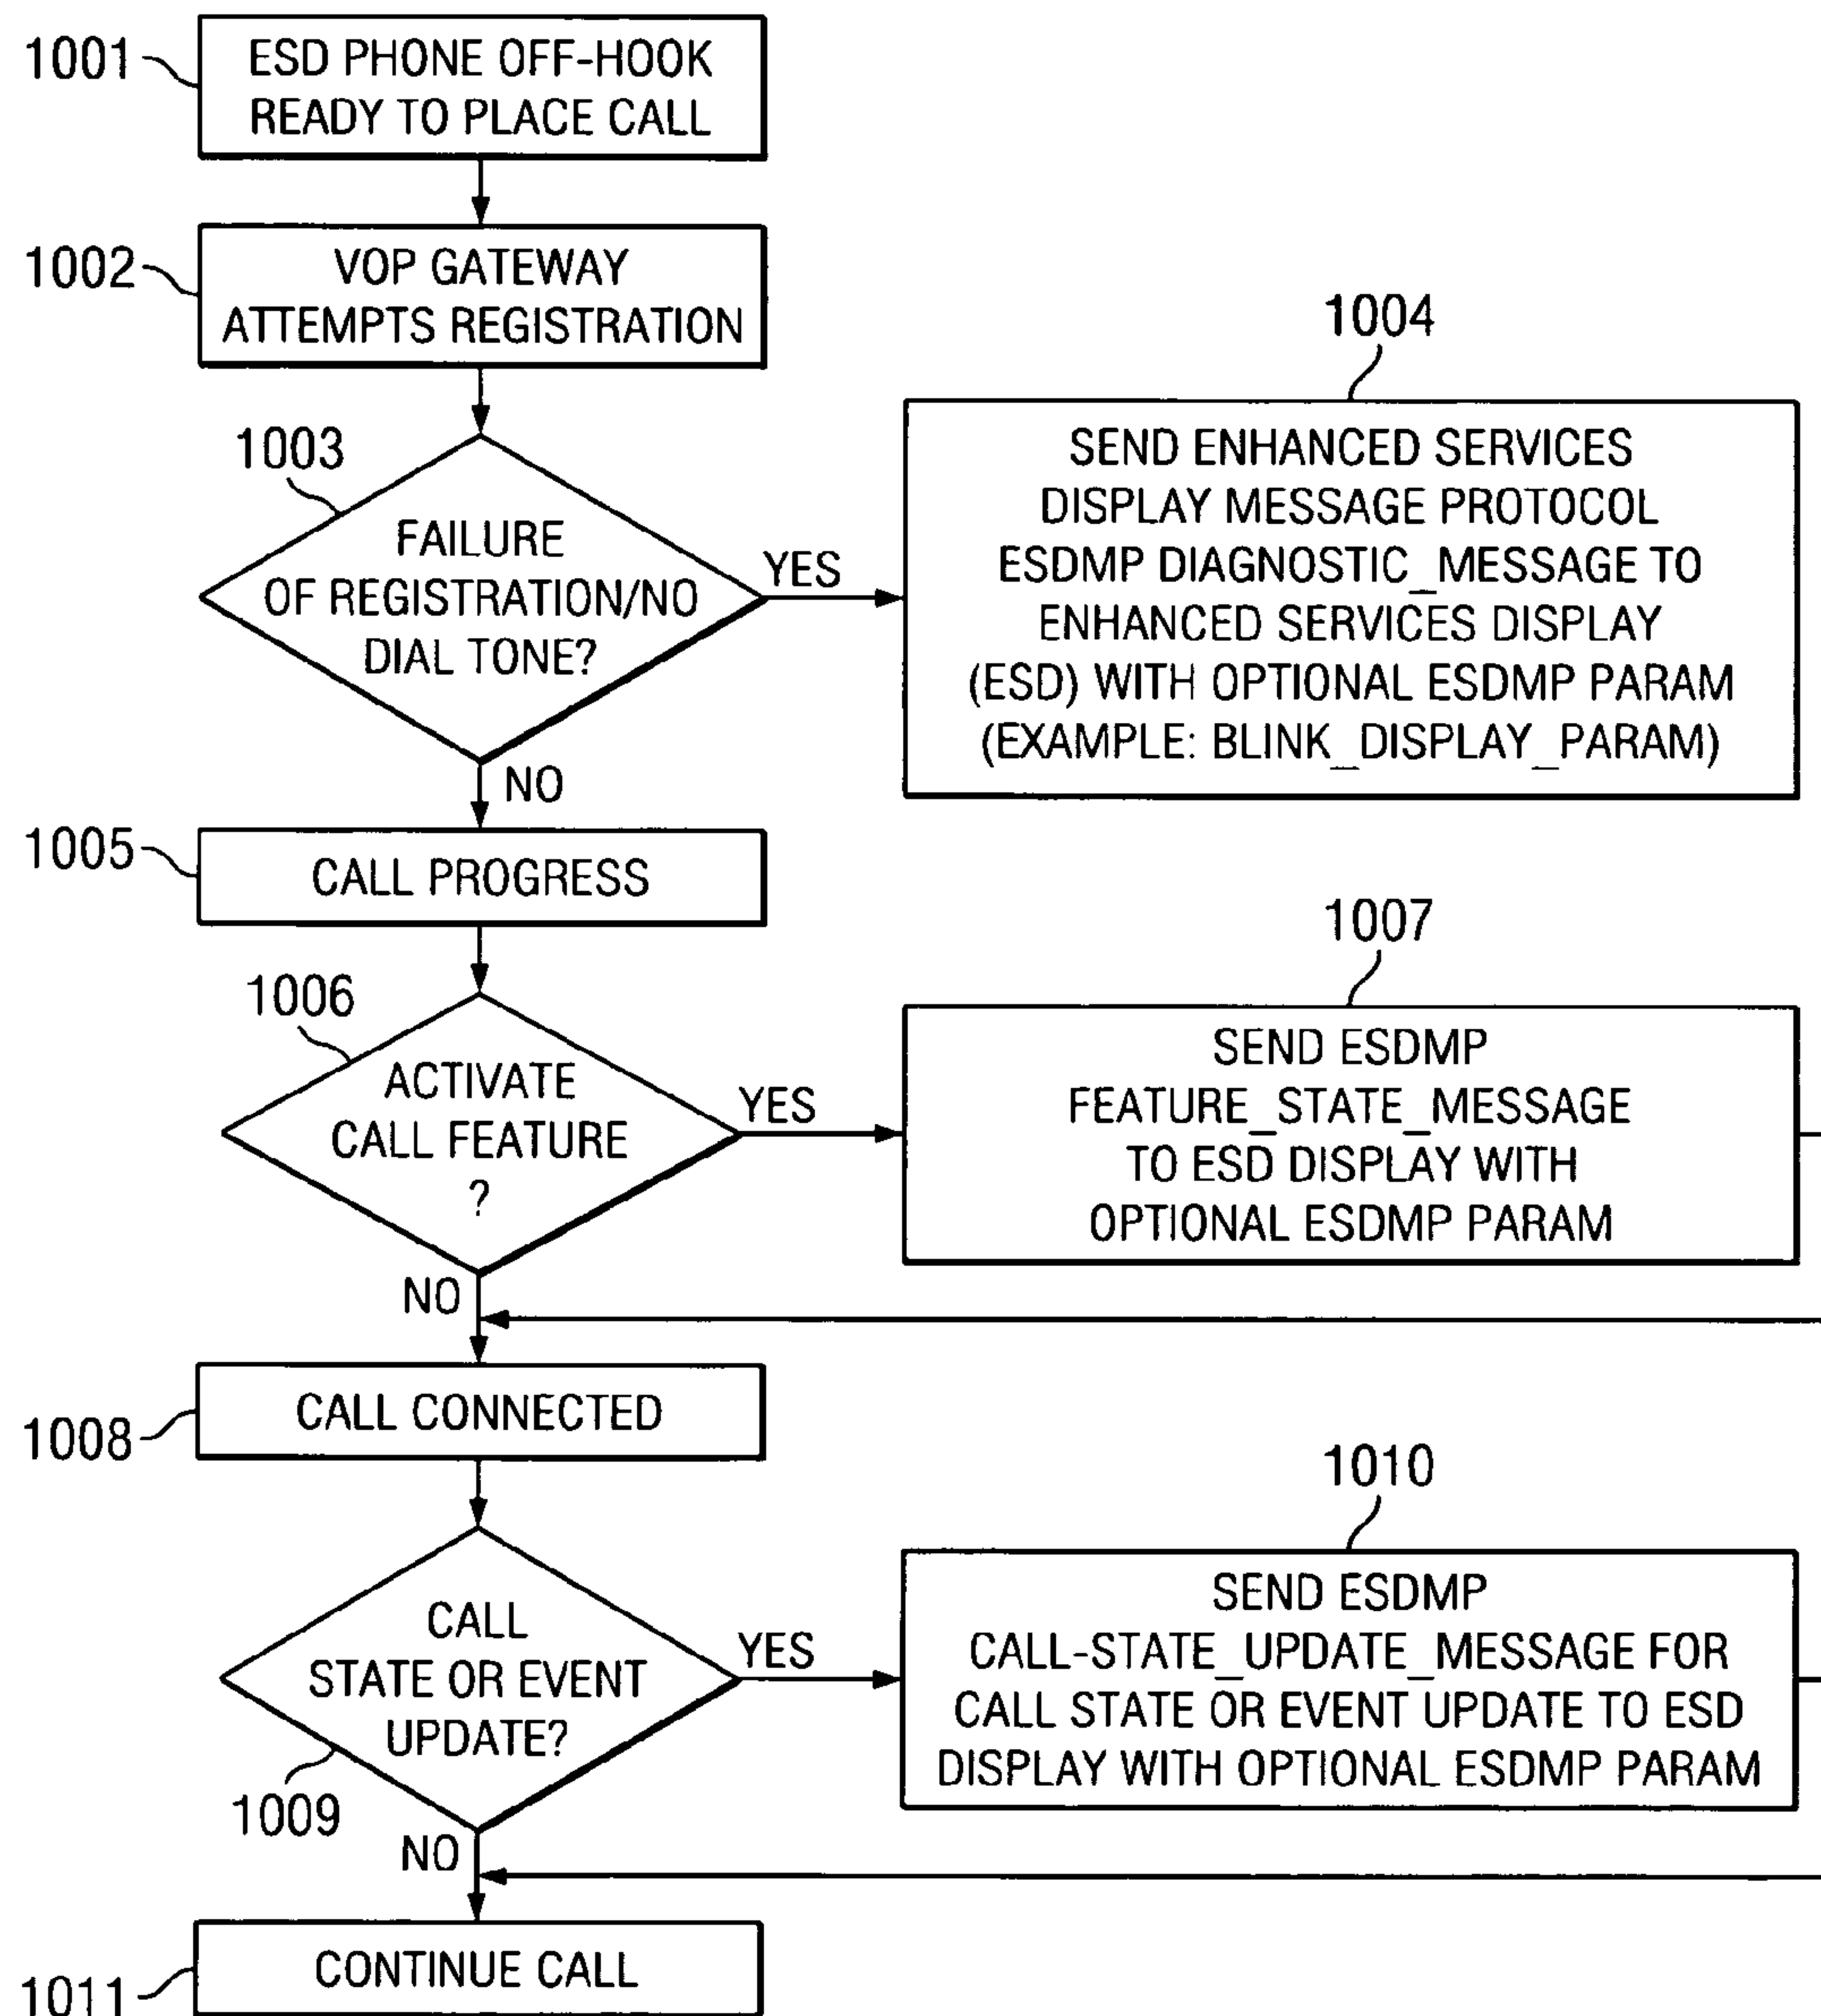 1001
ESD PHONE OFF-HOOK
READY TO PLACE CALL
1002
VOP GATEWAY
ATTEMPTS REGISTRATION
1003
FAILURE
OF REGISTRATION/NO
DIAL TONE?
YES
NO
1004
SEND ENHANCED SERVICES
DISPLAY MESSAGE PROTOCOL
ESDMP DIAGNOSTIC_MESSAGE TO
ENHANCED SERVICES DISPLAY
(ESD) WITH OPTIONAL ESDMP PARAM
(EXAMPLE: BLINK_DISPLAY_PARAM)
1005
CALL PROGRESS
1006
ACTIVATE
CALL FEATURE
?
YES
NO
1007
SEND ESDMP
FEATURE_STATE_MESSAGE
TO ESD DISPLAY WITH
OPTIONAL ESDMP PARAM
1008
CALL CONNECTED
CALL
STATE OR EVENT
UPDATE?
1009
YES
NO
1010
SEND ESDMP
CALL-STATE_UPDATE_MESSAGE FOR
CALL STATE OR EVENT UPDATE TO ESD
DISPLAY WITH OPTIONAL ESDMP PARAM
1011
CONTINUE CALL